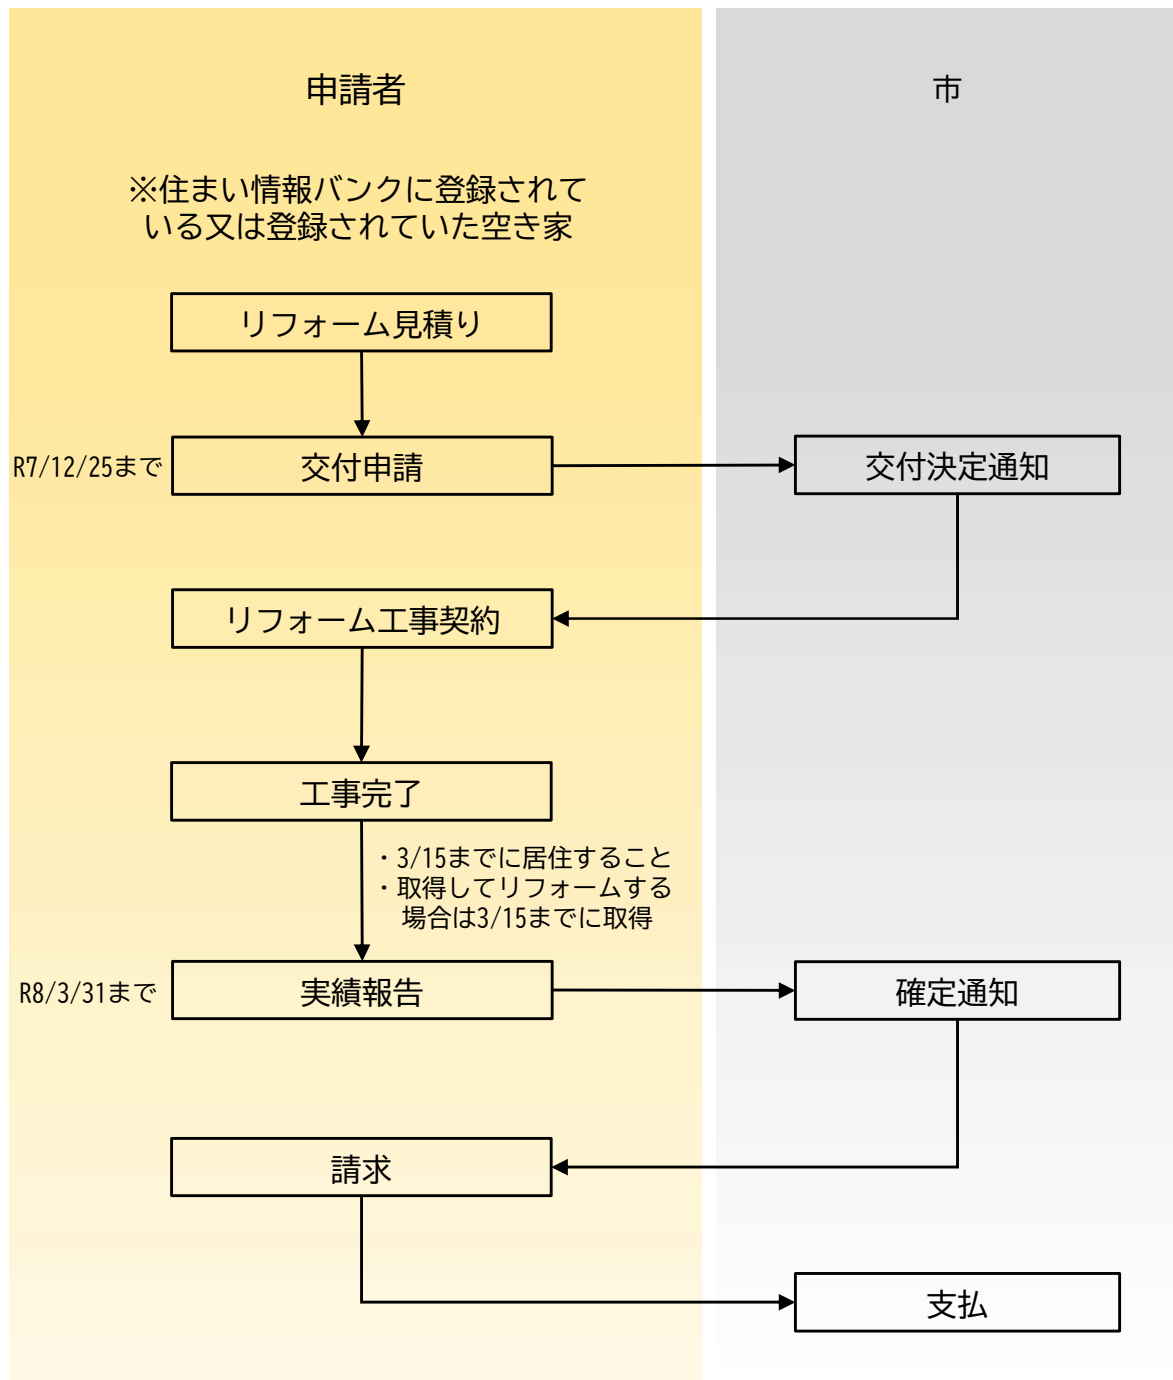 申請者
市
※住まい情報バンクに登録されて
いる又は登録されていた空き家
リフォーム見積り
R7/12/25まで
交付申請
交付決定通知
リフォーム工事契約
工事完了
・3/15までに居住すること
・取得してリフォームする
場合は3/15までに取得
R8/3/31まで
実績報告
確定通知
請求
支払